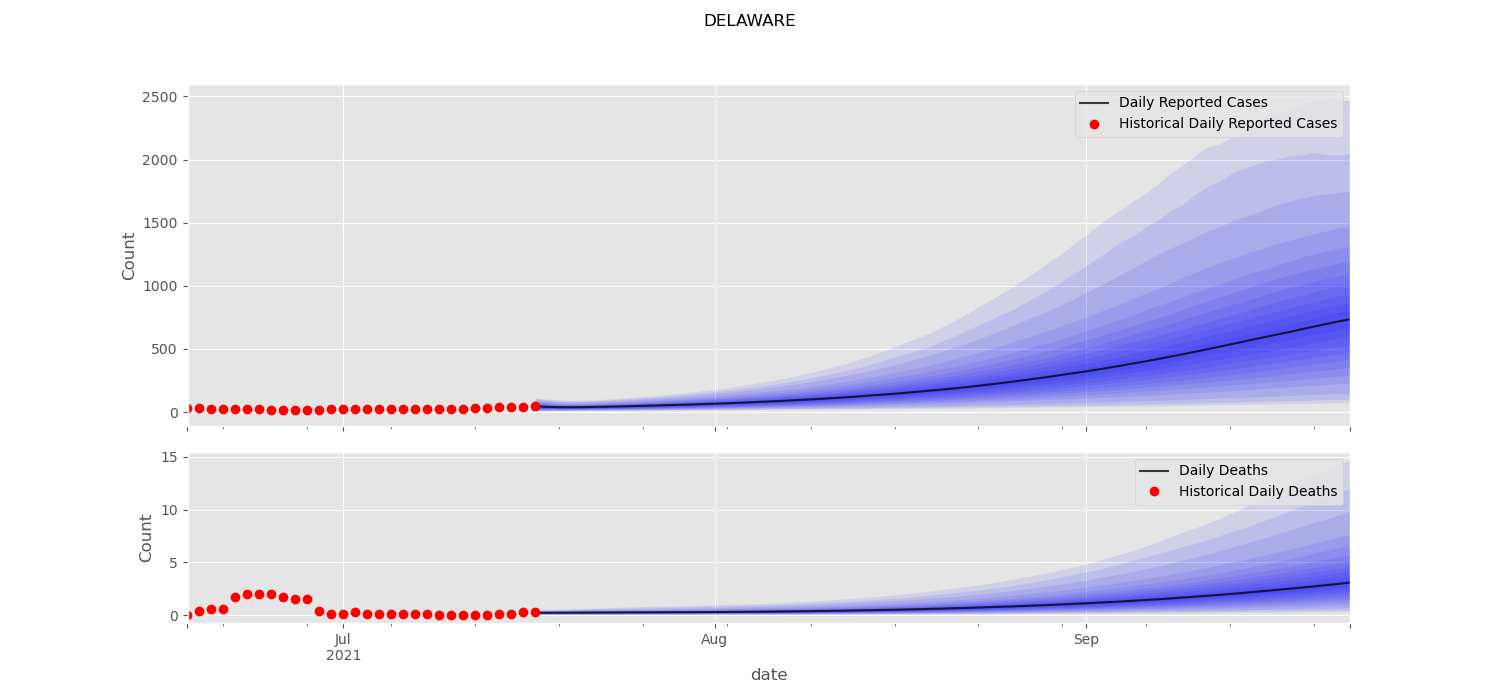 DELAWARE
2500
2000
1500
1000
500
0
Count
Daily Reported Cases
Historical Daily Reported Cases
15
10
5
0
Count
Daily Deaths
Historical Daily Deaths
Jul
2021
Aug
Sep
date